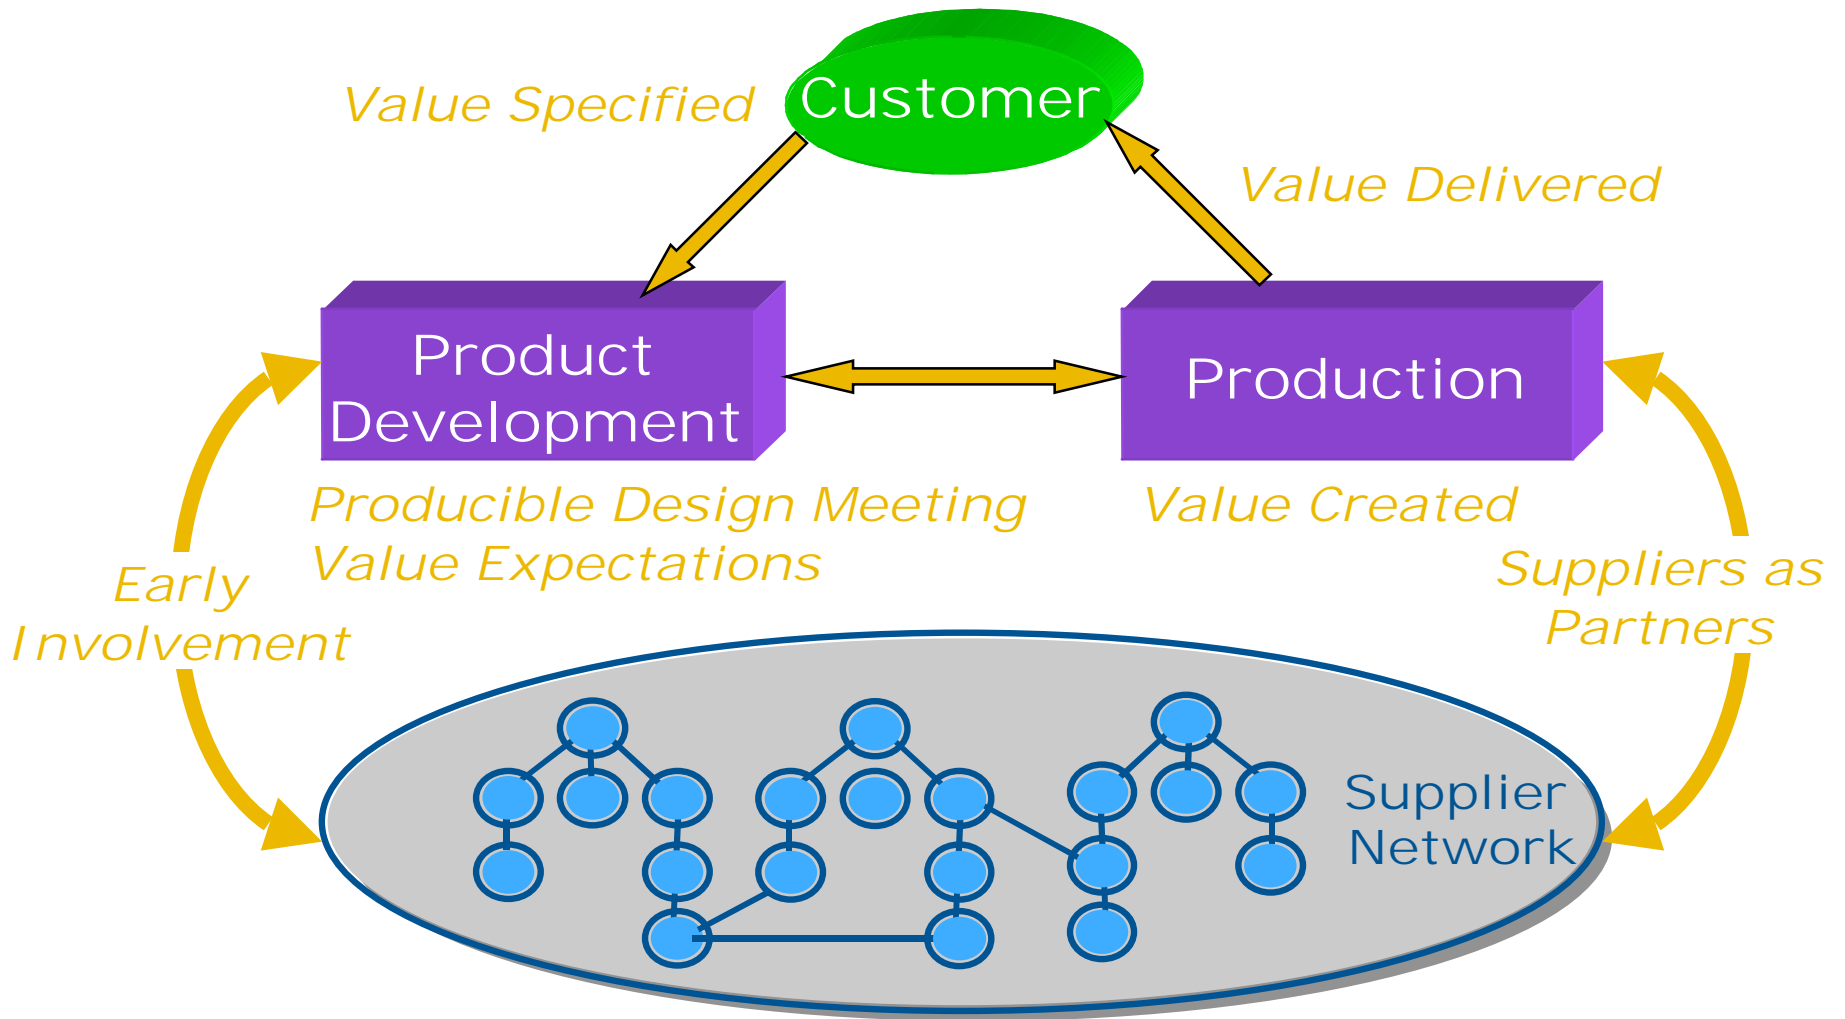 Customer
Value Specified
Value Delivered
Product
Development
Production
Producible Design Meeting
Value Expectations
Value Created
Early
Involvement
Suppliers as
Partners
Supplier
Network